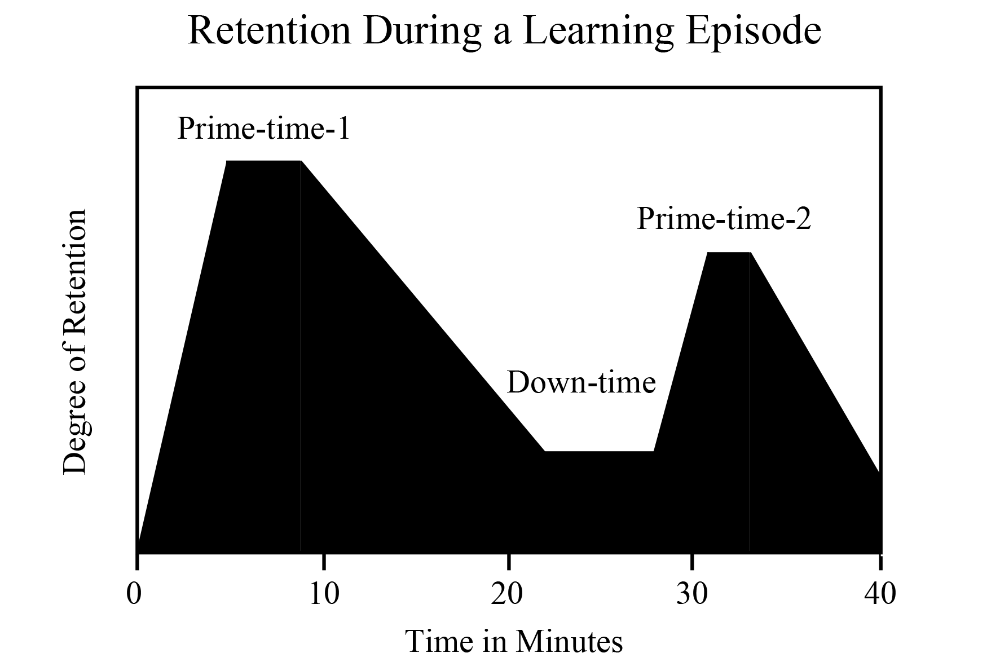 Retention During a Learning Episode
Prime-time-1
Prime-time-2
Down-time
Degree of Retention
0 10 20 30 40
Time in Minutes